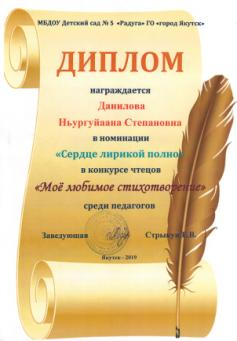 МБДОУ Детский сад № 5 «Радуга» ГО «город Якутск»
ДИПЛОМ
награждается
Данилова
Ньургуйаана Степановна
в номинации
«Сердце лирикой полно»
в конкурсе чтецов
«Моё любимое стихотворение»
среди педагогов
Заведующая Стрыкун Е.В.
Якутск - 2019